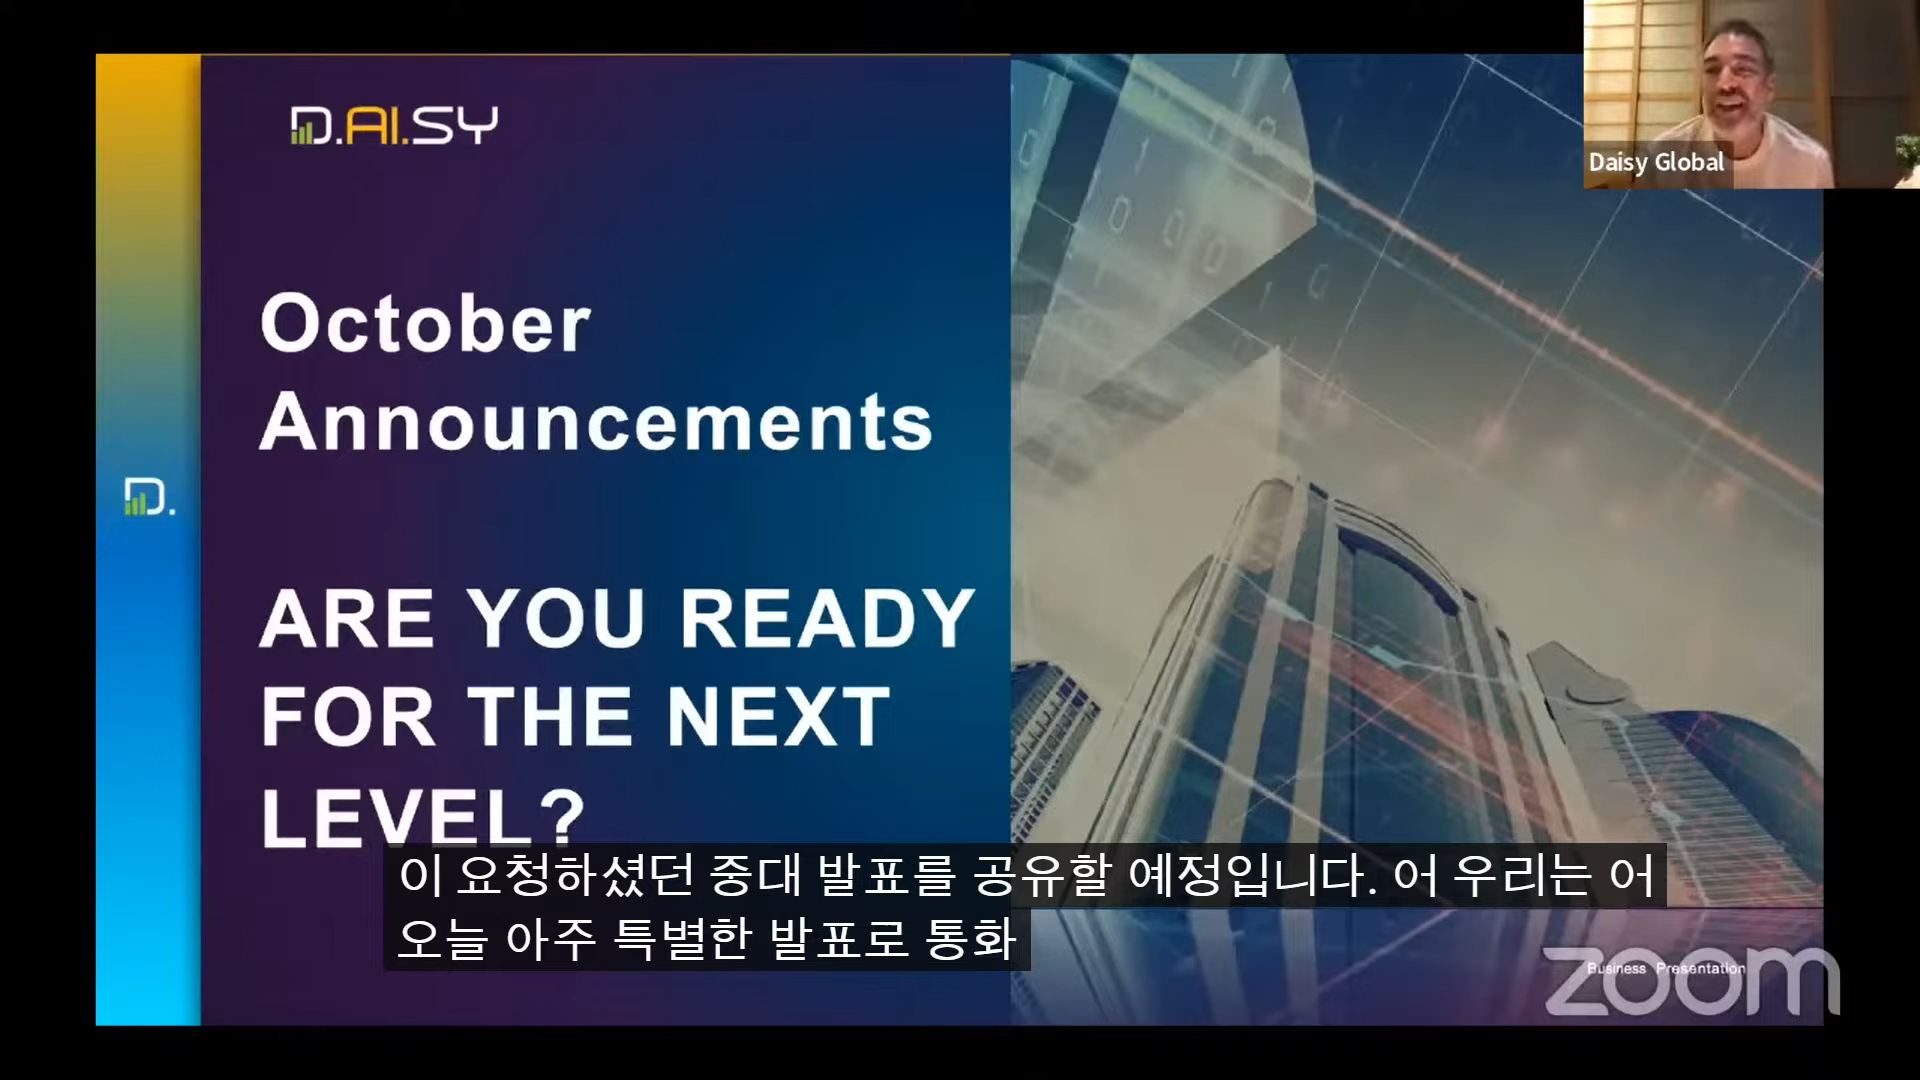 D.AI.SY
Daisy Global
October
Announcements
D.
ARE YOU READY
FOR THE NEXT
LEVEL?
이 요청하셨던 중대 발표를 공유할 예정입니다. 어 우리는 어
오늘 아주 특별한 발표로 통화
Business Presentation
zoom